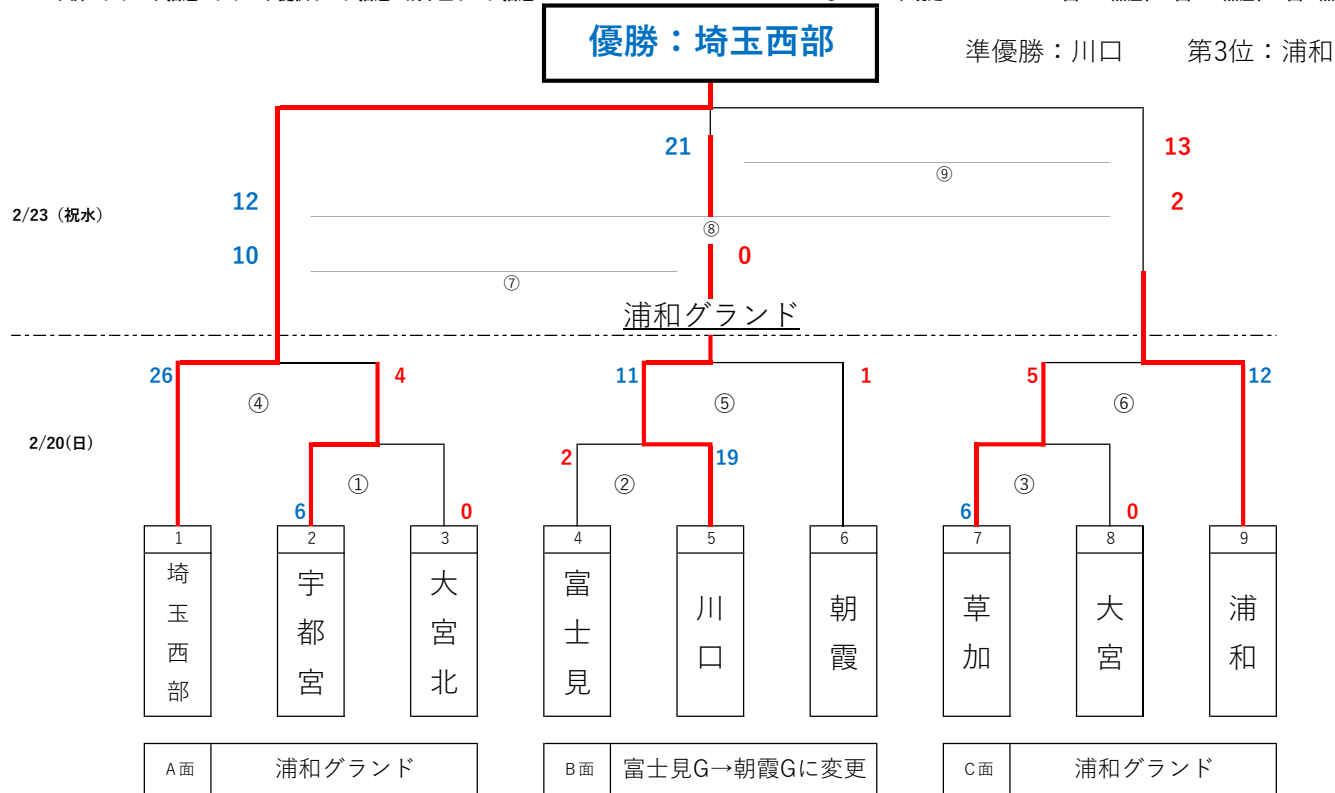 優勝：埼玉西部
準優勝：川口
第3位：浦和
21
13
⑨
2/23（祝水）
12
2
⑧
10
0
⑦
浦和グランド
26
4
11
1
5
12
④
⑤
⑥
2/20(日)
2
19
①
②
③
6
0
6
0
1
2
3
4
5
6
7
8
9
埼玉西部
宇都宮
大宮北
富士見
川口
朝霞
草加
大宮
浦和
A面
浦和グランド
B面
富士見G→朝霞Gに変更
C面
浦和グランド